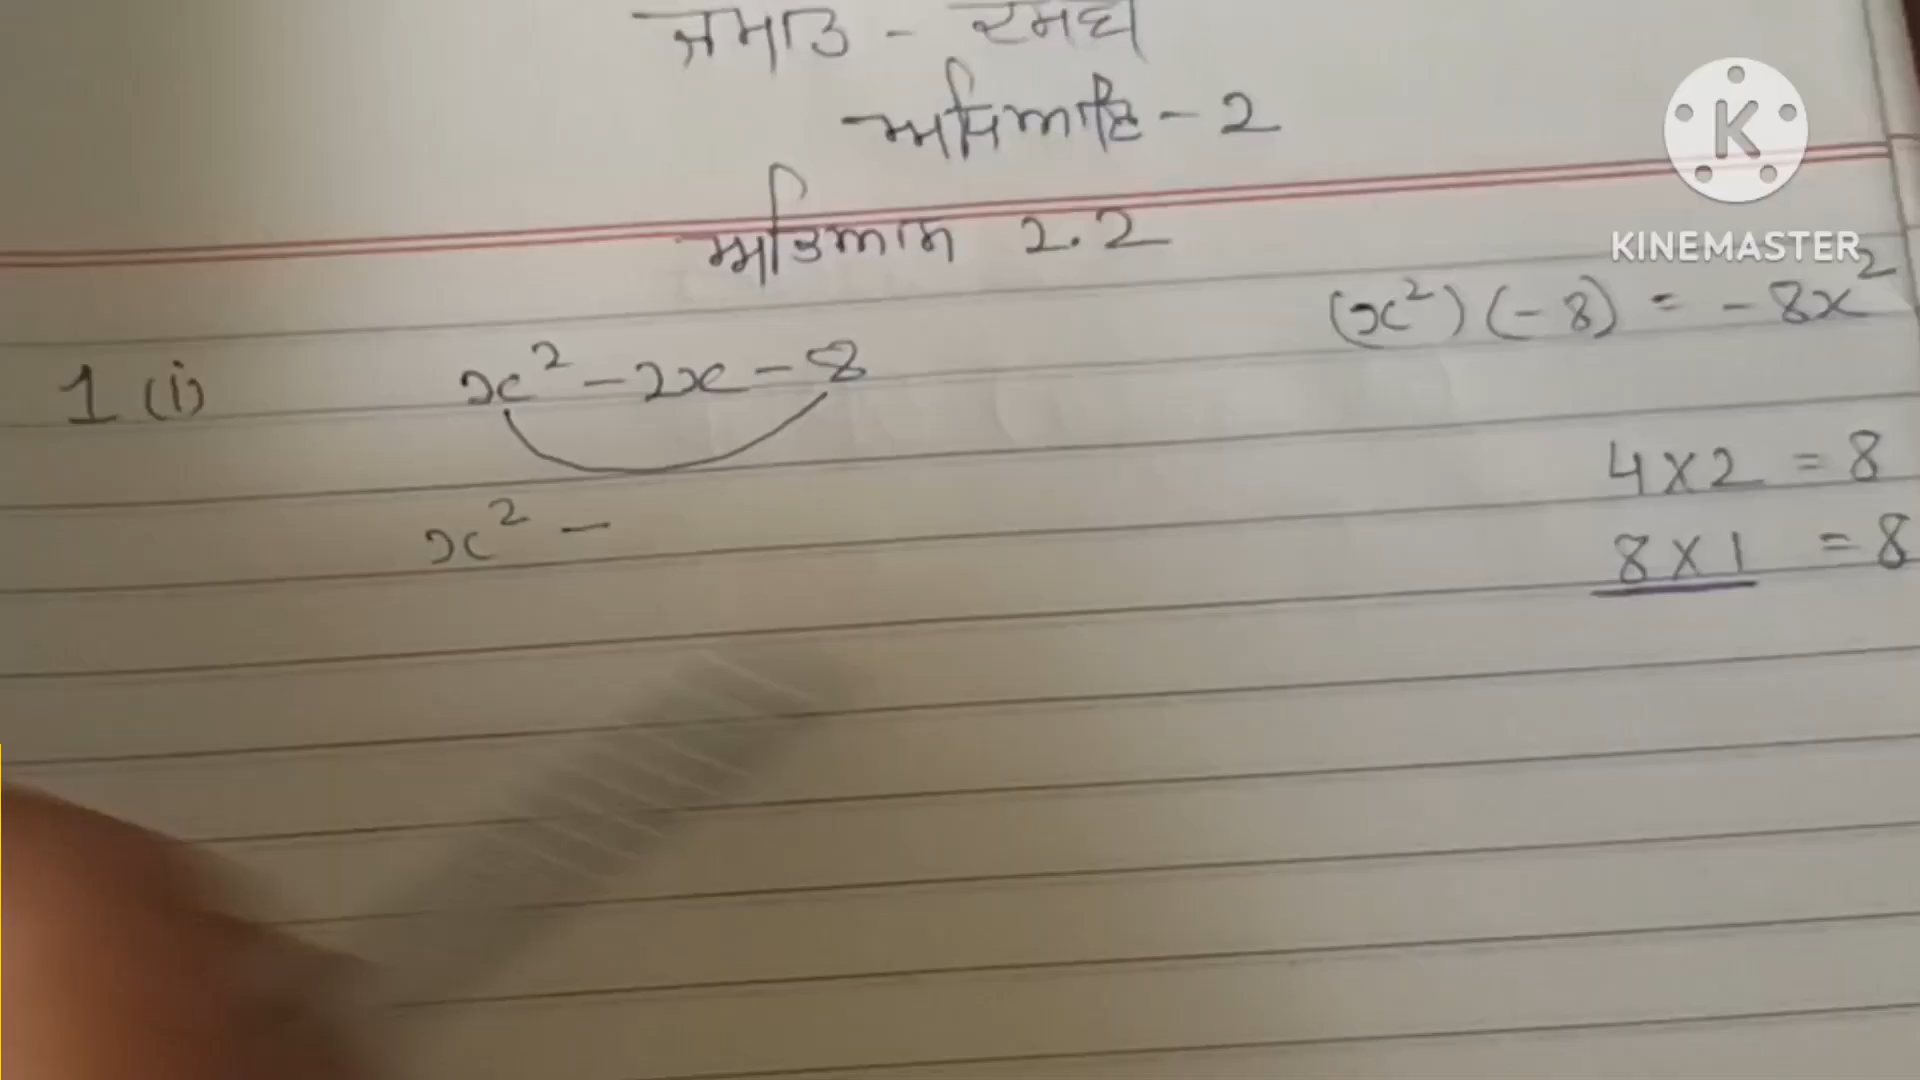 ਜਮਾਤ - ਦਸਵੀਂ
ਅਧਿਆਇ - 2
ਅਭਿਆਸ 2.2
K
KINEMASTER
(x²) (-8) = -8x²
1 (i) x² - 2x - 8
4 x 2 = 8
x² -
8 x 1 = 8